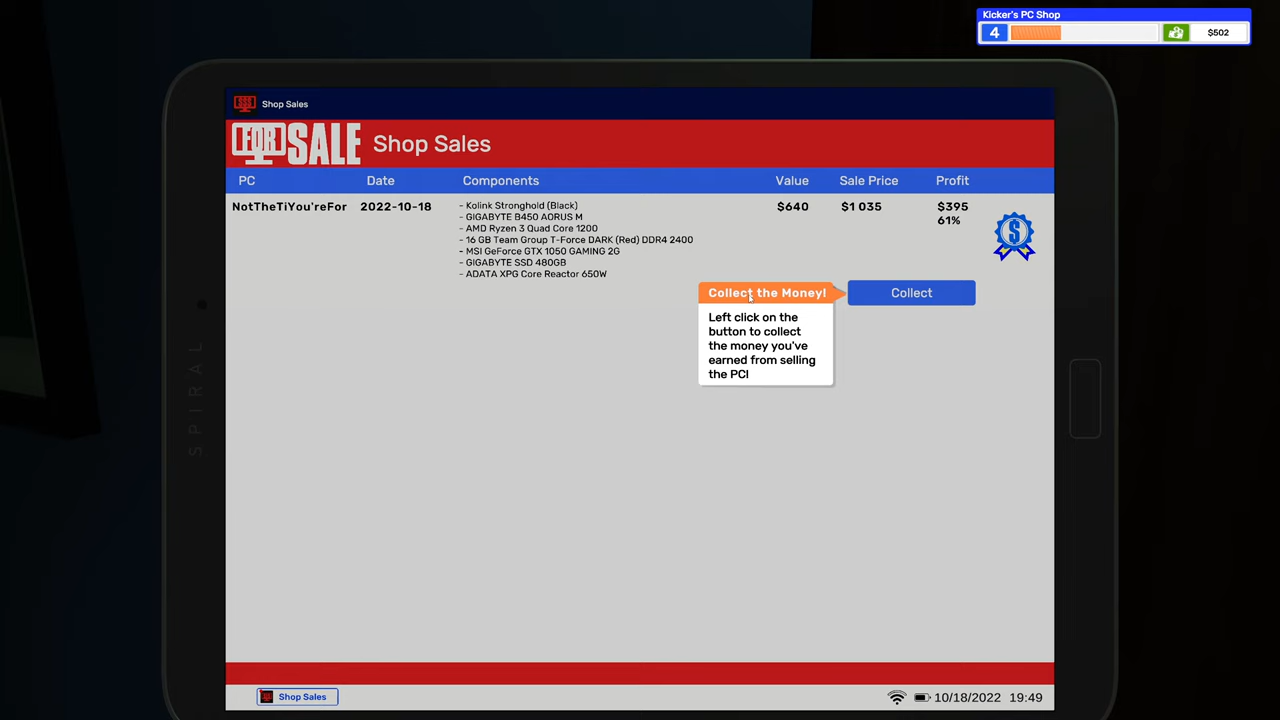 Kicker's PC Shop
4
$502
$$$ Shop Sales
FOR SALE Shop Sales
PC Date Components Value Sale Price Profit
NotTheTiYou'reFor 2022-10-18 - Kolink Stronghold (Black) $640 $1 035 $395
- GIGABYTE B450 AORUS M 61%
- AMD Ryzen 3 Quad Core 1200
- 16 GB Team Group T-Force DARK (Red) DDR4 2400
- MSI GeForce GTX 1050 GAMING 2G
- GIGABYTE SSD 480GB
- ADATA XPG Core Reactor 650W
$
Collect the Money!
Collect
Left click on the
button to collect
the money you've
earned from selling
the PC!
SPIRAL
Shop Sales
10/18/2022 19:49